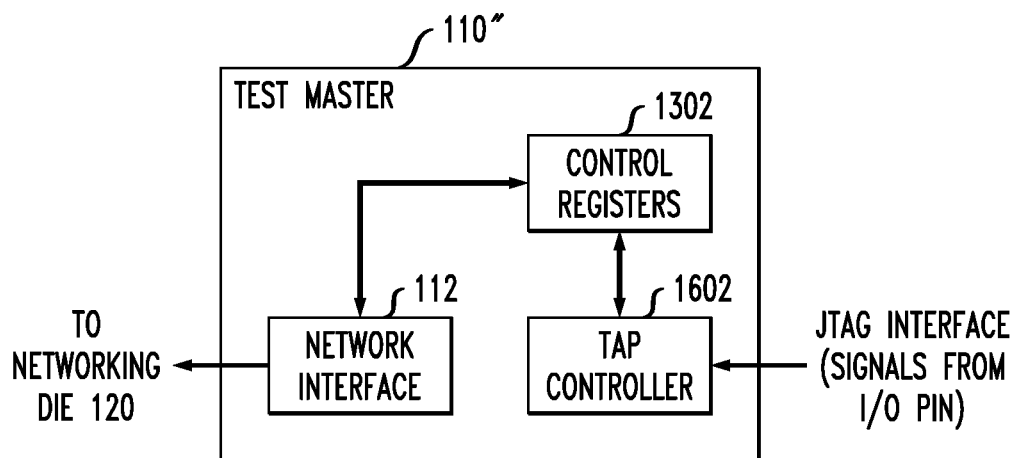 110"
TEST MASTER
1302
CONTROL
REGISTERS
112
1602
TO
NETWORKING
DIE 120
NETWORK
INTERFACE
TAP
CONTROLLER
JTAG INTERFACE
(SIGNALS FROM
I/O PIN)